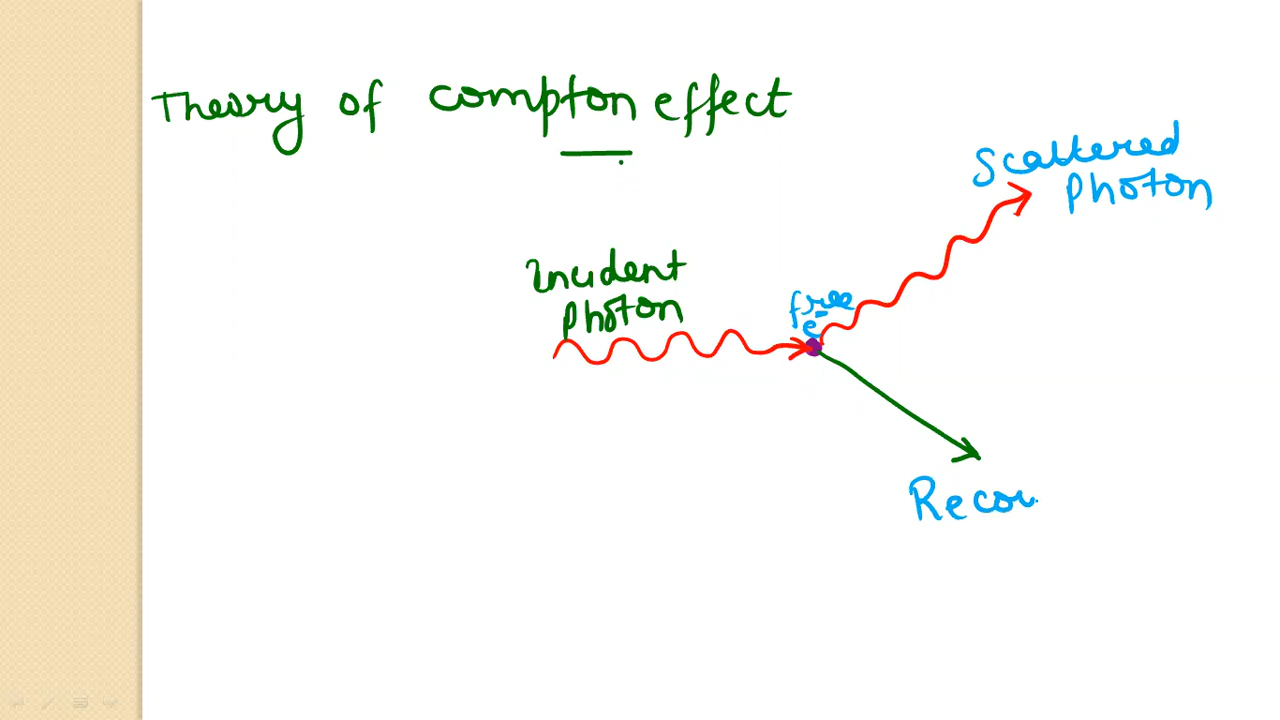 Theory of compton effect
Scattered
Photon
Incident
Photon
free
e⁻
Recoi